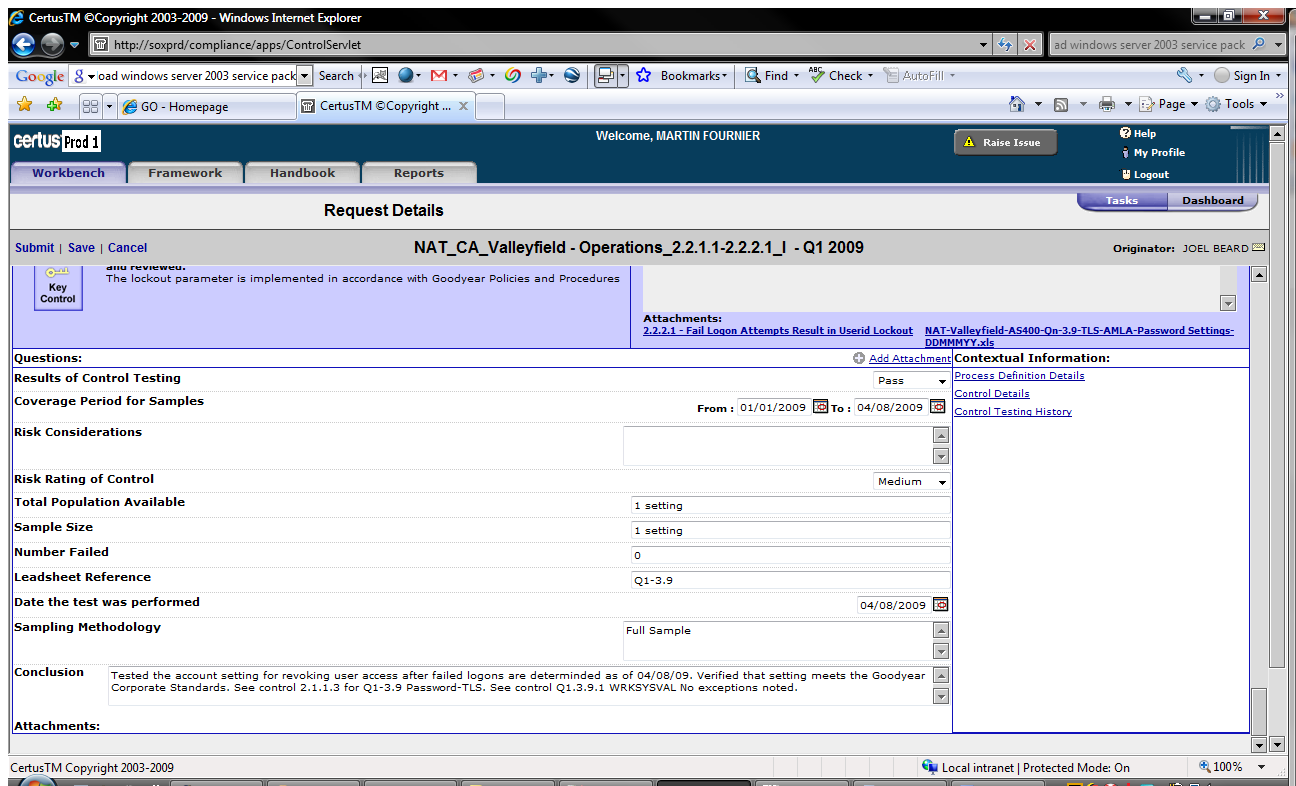 CertusTM ©Copyright 2003-2009 - Windows Internet Explorer
http://soxprd/compliance/apps/ControlServlet
ad windows server 2003 service pack
Google
oad windows server 2003 service pack Search Bookmarks Find Check AutoFill Sign In
GO - Homepage CertusTM ©Copyright ... Page Tools
certus Prod 1
Welcome, MARTIN FOURNIER
Raise Issue
Help
My Profile
Logout
Workbench Framework Handbook Reports
Tasks Dashboard
Request Details
Submit | Save | Cancel
NAT_CA_Valleyfield - Operations_2.2.1.1-2.2.2.1_I - Q1 2009
Originator: JOEL BEARD
Key
Control
and reviewed.
The lockout parameter is implemented in accordance with Goodyear Policies and Procedures
Attachments:
2.2.2.1 - Fail Logon Attempts Result in Userid Lockout
NAT-Valleyfield-AS400-Qn-3.9-TLS-AMLA-Password Settings-
DDMMMYY.xls
Questions: Add Attachment
Contextual Information:
Process Definition Details
Control Details
Control Testing History
Results of Control Testing Pass
Coverage Period for Samples From : 01/01/2009 To : 04/08/2009
Risk Considerations
Risk Rating of Control Medium
Total Population Available 1 setting
Sample Size 1 setting
Number Failed 0
Leadsheet Reference Q1-3.9
Date the test was performed 04/08/2009
Sampling Methodology Full Sample
Conclusion Tested the account setting for revoking user access after failed logons are determinded as of 04/08/09. Verified that setting meets the Goodyear
Corporate Standards. See control 2.1.1.3 for Q1-3.9 Password-TLS. See control Q1.3.9.1 WRKSYSVAL No exceptions noted.
Attachments:
CertusTM Copyright 2003-2009
Local intranet | Protected Mode: On
100%